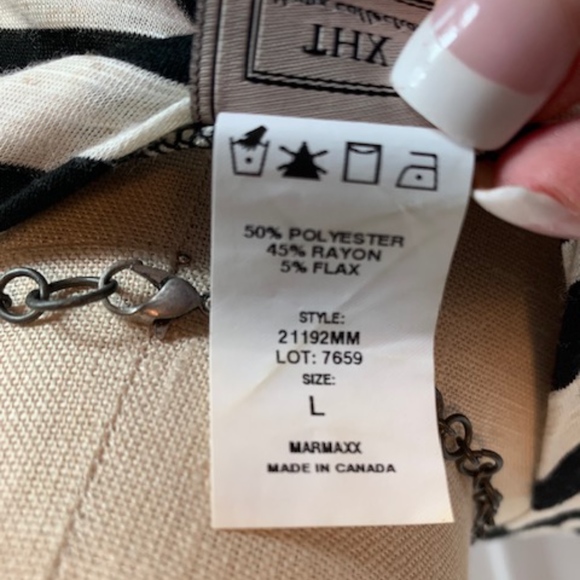 50% POLYESTER
45% RAYON
5% FLAX
STYLE:
21192MM
LOT: 7659
SIZE:
L
MARMAXX
MADE IN CANADA